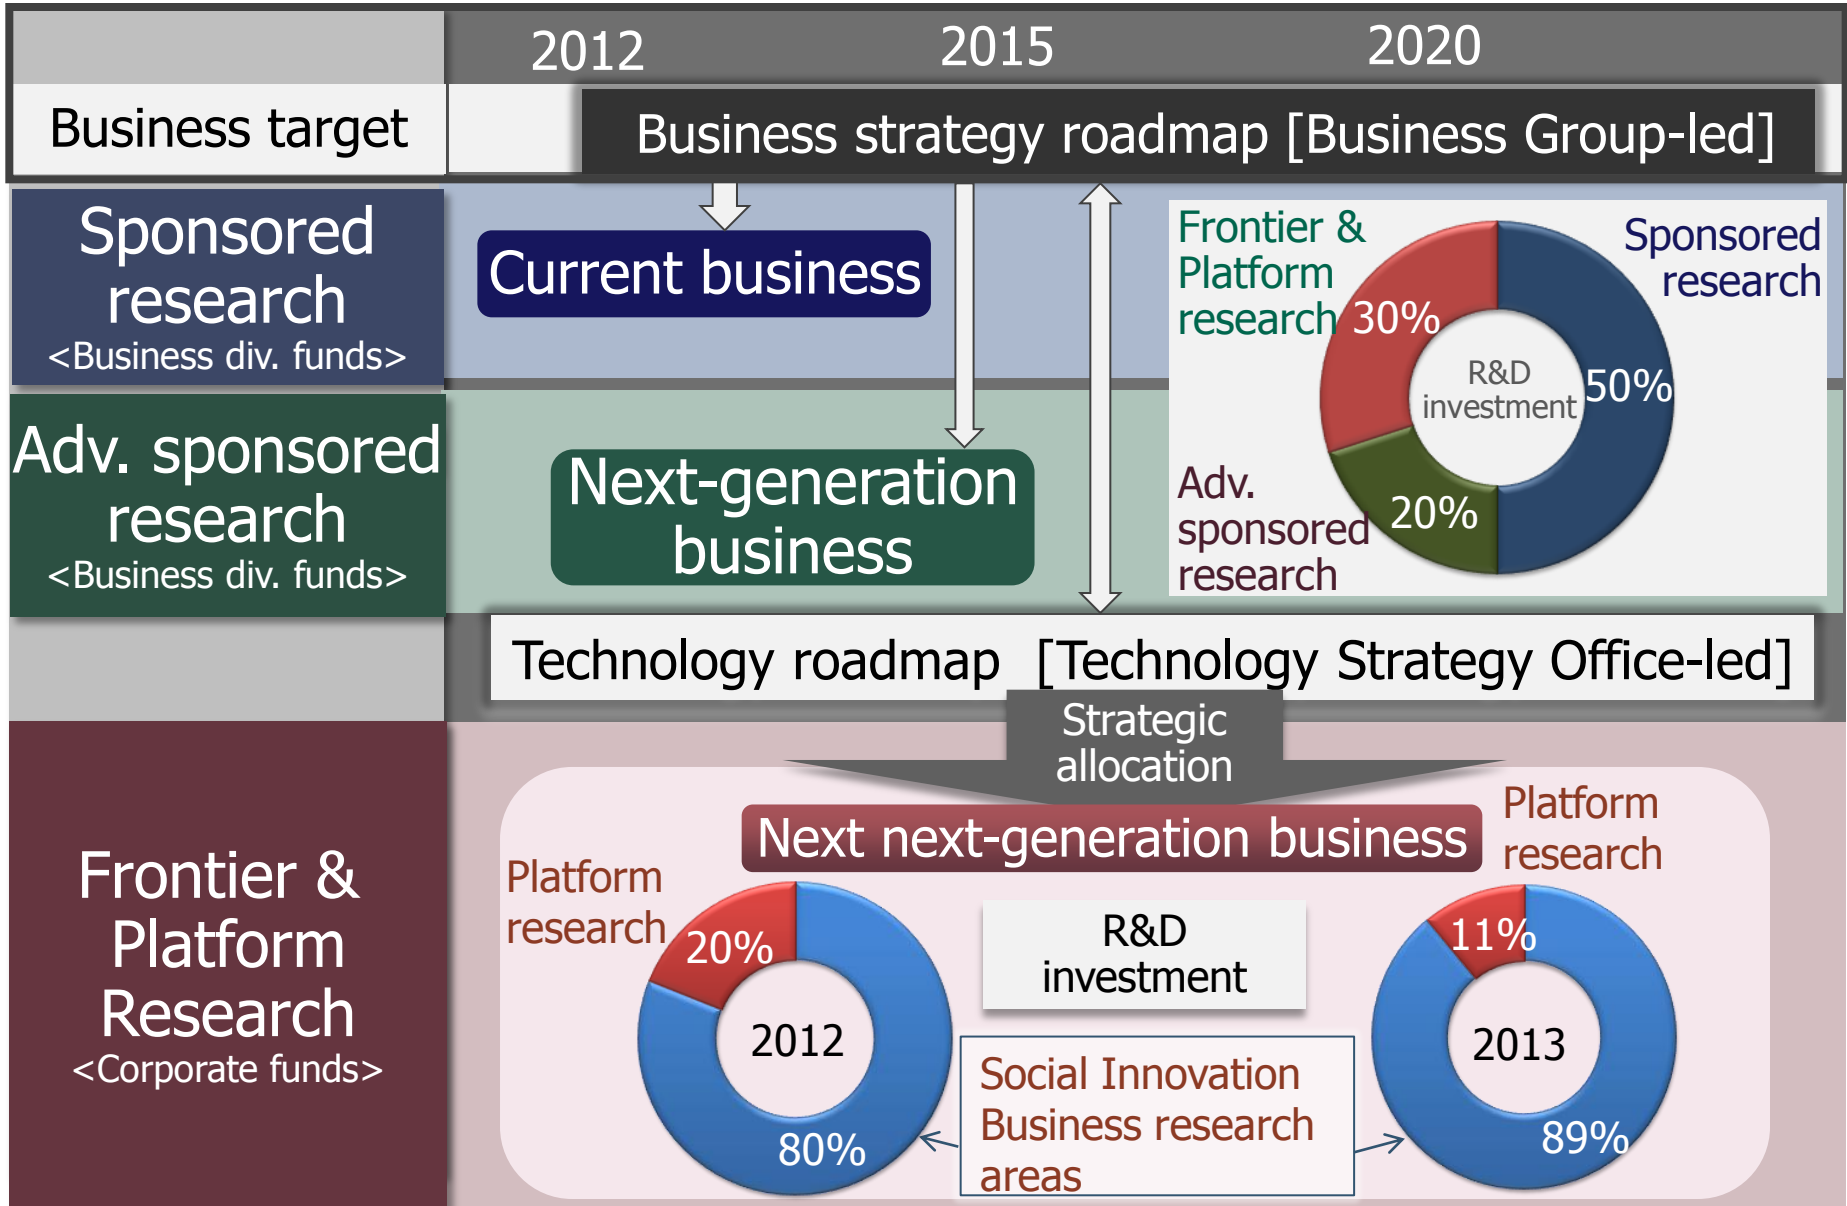 2012 2015 2020
Business target
Business strategy roadmap [Business Group-led]
Sponsored
research
<Business div. funds>
Current business
Frontier &
Platform
research
Sponsored
research
30%
R&D
investment
50%
Adv.
sponsored
research
20%
Adv. sponsored
research
<Business div. funds>
Next-generation
business
Technology roadmap [Technology Strategy Office-led]
Strategic
allocation
Frontier &
Platform
Research
<Corporate funds>
Next next-generation business
Platform
research
20%
2012
80%
R&D
investment
Platform
research
11%
2013
89%
Social Innovation
Business research
areas